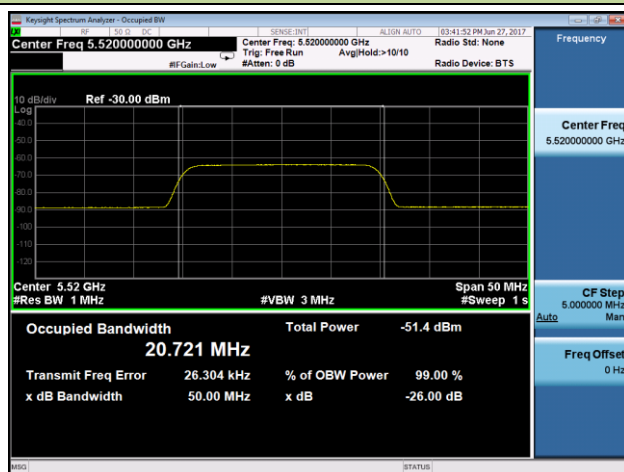 Keysight Spectrum Analyzer - Occupied BW
RF 50 Ω DC SENSE:INT ALIGN AUTO 03:41:52 PM Jun 27, 2017
Center Freq 5.520000000 GHz Center Freq: 5.520000000 GHz Radio Std: None Frequency
Trig: Free Run Avg|Hold:>10/10
#IFGain:Low #Atten: 0 dB Radio Device: BTS
10 dB/div Ref -30.00 dBm
Log
-40.0
-50.0
-60.0
-70.0
-80.0
-90.0
-100
-110
-120
Center Freq
5.520000000 GHz
Center 5.52 GHz Span 50 MHz
#Res BW 1 MHz #VBW 3 MHz #Sweep 1 s
CF Step
5.000000 MHz
Auto Man
Occupied Bandwidth Total Power -51.4 dBm
20.721 MHz
Transmit Freq Error 26.304 kHz % of OBW Power 99.00 %
x dB Bandwidth 50.00 MHz x dB -26.00 dB
Freq Offset
0 Hz
MSG STATUS